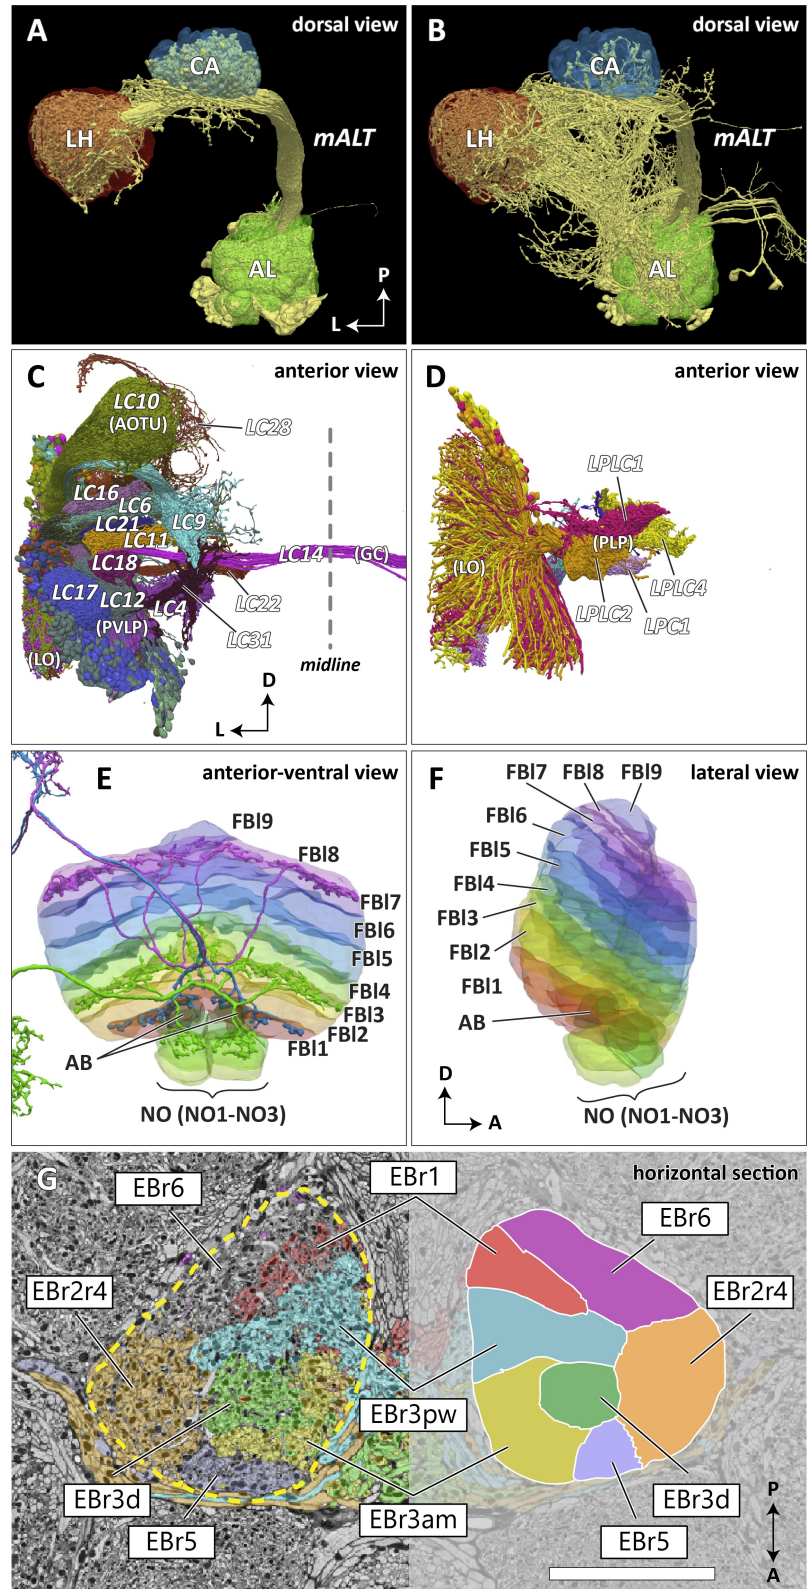 A
dorsal view
CA
LH
mALT
AL
P
L
B
dorsal view
CA
LH
mALT
AL
C
anterior view
LC10
(AOTU)
LC28
LC16
LC6
LC21
LC9
LC11
LC14
(GC)
LC18
LC22
LC17
LC12
LC4
(PVLP)
LC31
(LO)
midline
D
L
D
anterior view
LPLC1
(PLP)
(LO)
LPLC4
LPLC2
LPC1
E
anterior-ventral view
FBl9
FBl8
FBl7
FBl6
FBl5
FBl4
FBl3
FBl2
FBl1
AB
NO (NO1-NO3)
F
lateral view
FBl7
FBl8
FBl9
FBl6
FBl5
FBl4
FBl3
FBl2
FBl1
AB
D
A
NO (NO1-NO3)
G
horizontal section
EBr6
EBr1
EBr6
EBr2r4
EBr2r4
EBr3pw
EBr3d
EBr3am
EBr3d
EBr5
EBr5
P
A